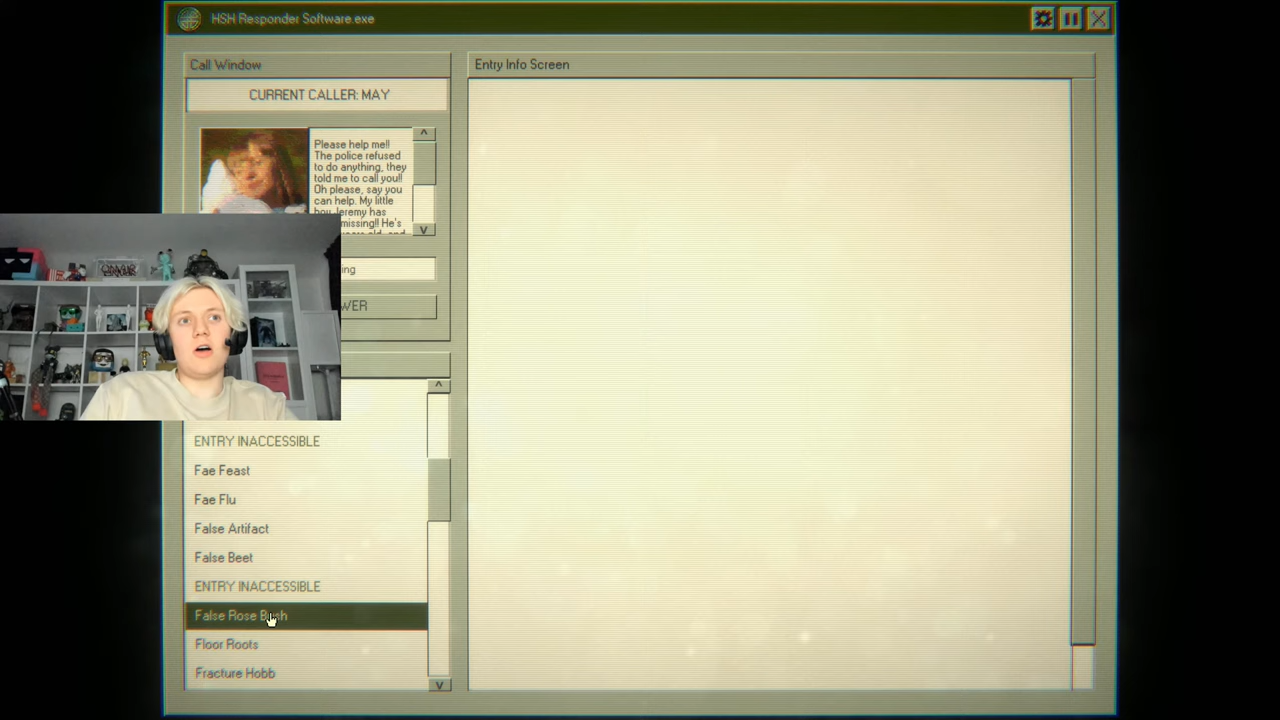 HSH Responder Software.exe
Call Window
CURRENT CALLER: MAY
Please help me!!
The police refused
to do anything, they
told me to call you!!
Oh please, say you
can help. My little
boy Jeremy has
missing!! He's
ENTRY INACCESSIBLE
Fae Feast
Fae Flu
False Artifact
False Beet
ENTRY INACCESSIBLE
False Rose Bush
Floor Roots
Fracture Hobb
Entry Info Screen